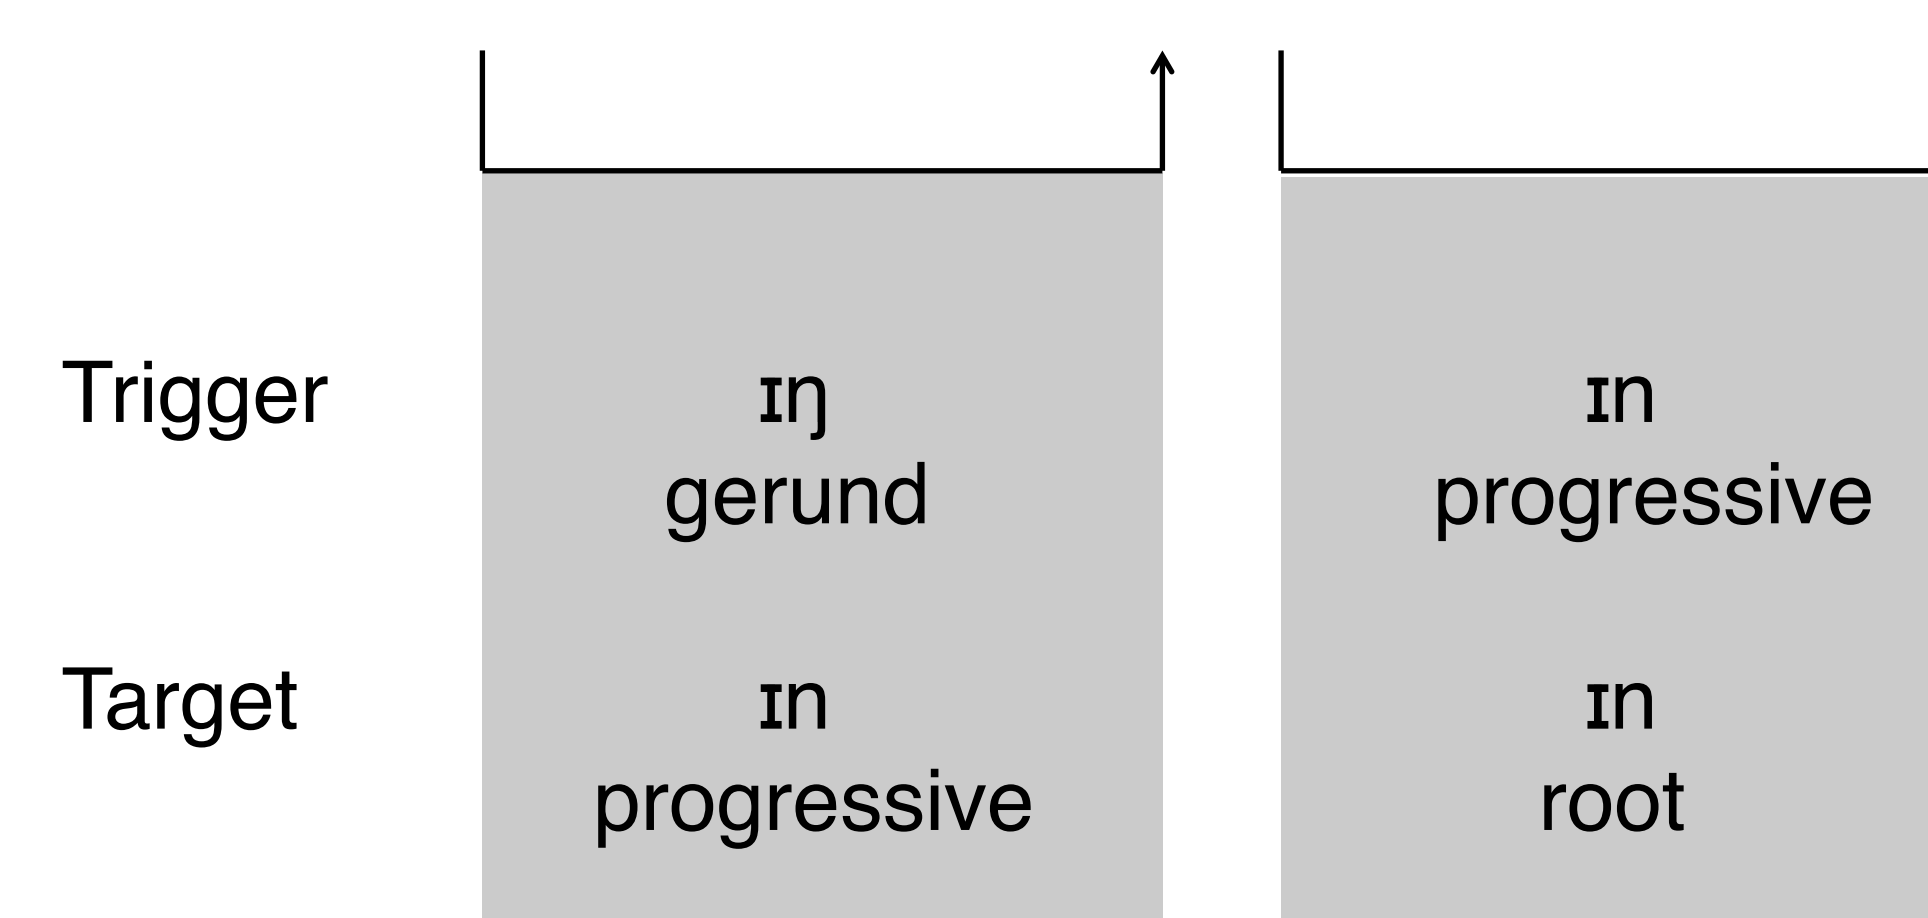 Trigger ɪŋ ɪn
gerund progressive
Target ɪn ɪn
progressive root